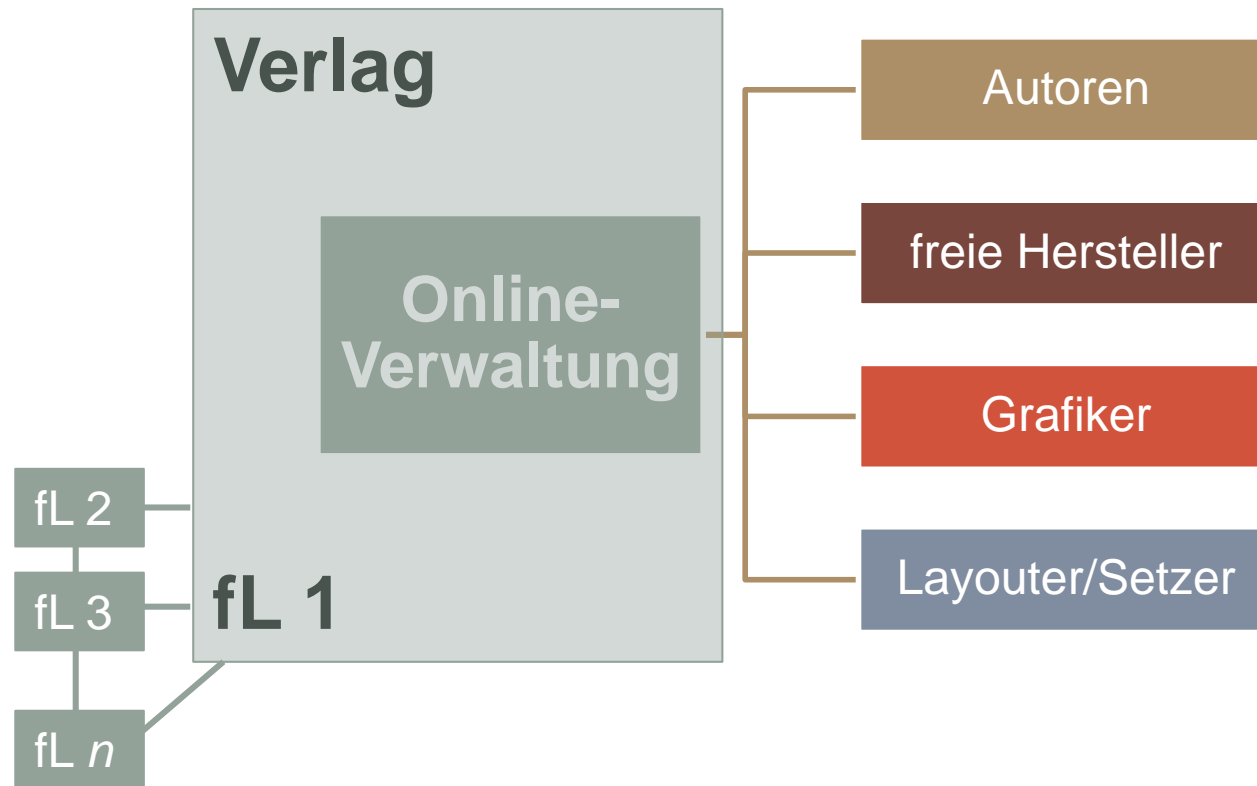 Verlag
Autoren
freie Hersteller
Online-
Verwaltung
Grafiker
fL 2
Layouter/Setzer
fL 1
fL 3
fL n